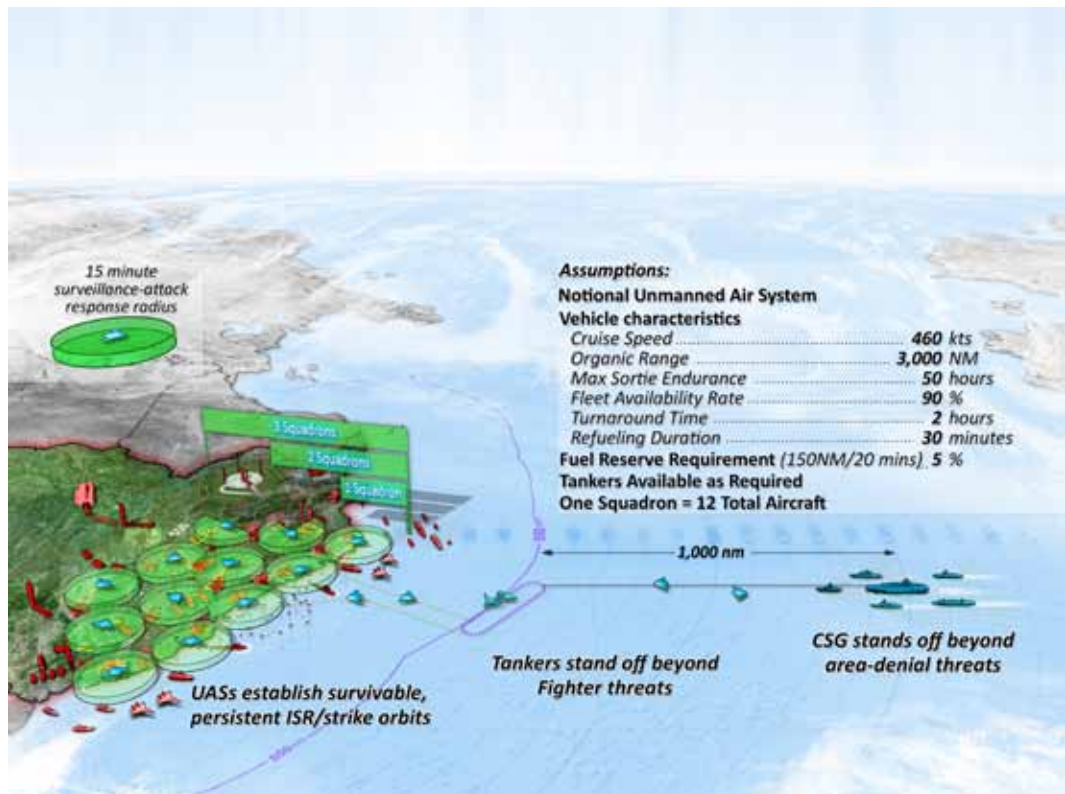 15 minute
surveillance-attack
response radius
Assumptions:
Notional Unmanned Air System
Vehicle characteristics
Cruise Speed 460 kts
Organic Range 3,000 NM
Max Sortie Endurance 50 hours
Fleet Availability Rate 90 %
Turnaround Time 2 hours
Refueling Duration 30 minutes
Fuel Reserve Requirement (150NM/20 mins) 5 %
Tankers Available as Required
One Squadron = 12 Total Aircraft
3 Squadrons
2 Squadrons
1 Squadron
1,000 nm
CSG stands off beyond
area-denial threats
Tankers stand off beyond
Fighter threats
UASs establish survivable,
persistent ISR/strike orbits